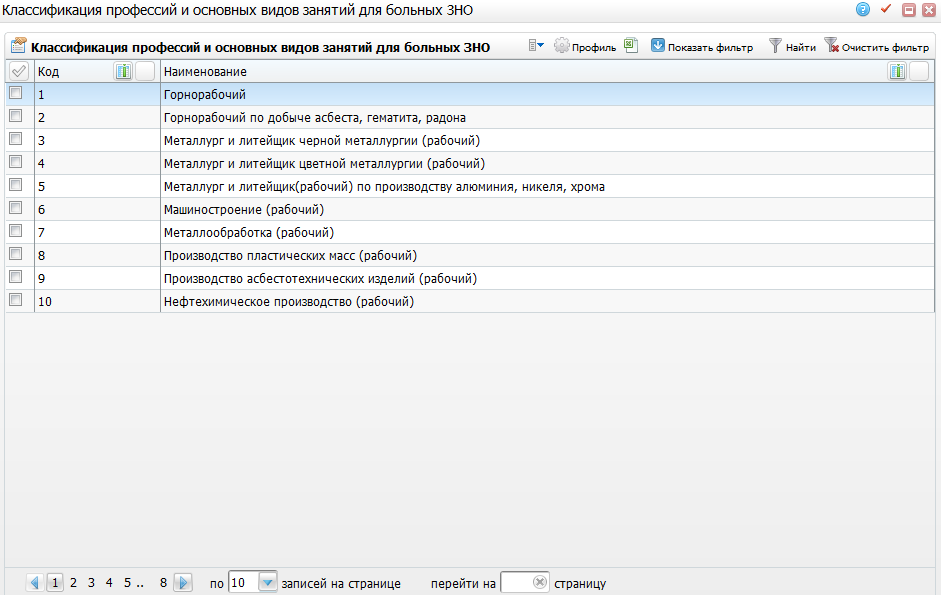 Классификация профессий и основных видов занятий для больных ЗНО
Классификация профессий и основных видов занятий для больных ЗНО Профиль Показать фильтр Найти Очистить фильтр
Код Наименование
1 Горнорабочий
2 Горнорабочий по добыче асбеста, гематита, радона
3 Металлург и литейщик черной металлургии (рабочий)
4 Металлург и литейщик цветной металлургии (рабочий)
5 Металлург и литейщик(рабочий) по производству алюминия, никеля, хрома
6 Машиностроение (рабочий)
7 Металлообработка (рабочий)
8 Производство пластических масс (рабочий)
9 Производство асбестотехнических изделий (рабочий)
10 Нефтехимическое производство (рабочий)
1 2 3 4 5 .. 8 по 10 записей на странице перейти на страницу